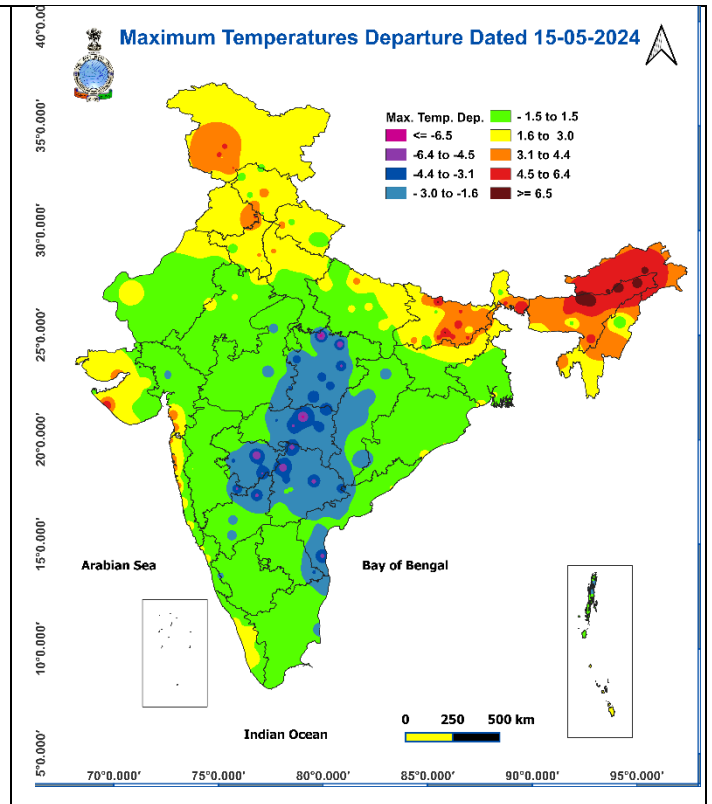 Maximum Temperatures Departure Dated 15-05-2024
Max. Temp. Dep.
<= -6.5
-6.4 to -4.5
-4.4 to -3.1
- 3.0 to -1.6
- 1.5 to 1.5
1.6 to 3.0
3.1 to 4.4
4.5 to 6.4
>= 6.5
40°0.000'
35°0.000'
30°0.000'
25°0.000'
20°0.000'
15°0.000'
10°0.000'
5°0.000'
Arabian Sea
Bay of Bengal
Indian Ocean
0 250 500 km
70°0.000' 75°0.000' 80°0.000' 85°0.000' 90°0.000' 95°0.000'